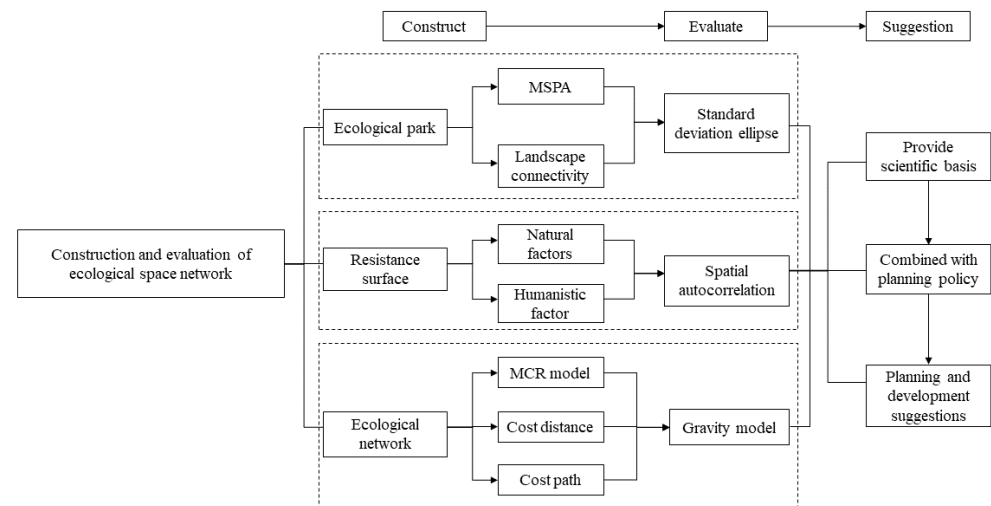 Construct
Evaluate
Suggestion
MSPA
Ecological park
Landscape
connectivity
Standard
deviation ellipse
Provide
scientific basis
Construction and evaluation of
ecological space network
Resistance
surface
Natural
factors
Humanistic
factor
Spatial
autocorrelation
Combined with
planning policy
MCR model
Ecological
network
Cost distance
Cost path
Gravity model
Planning and
development
suggestions